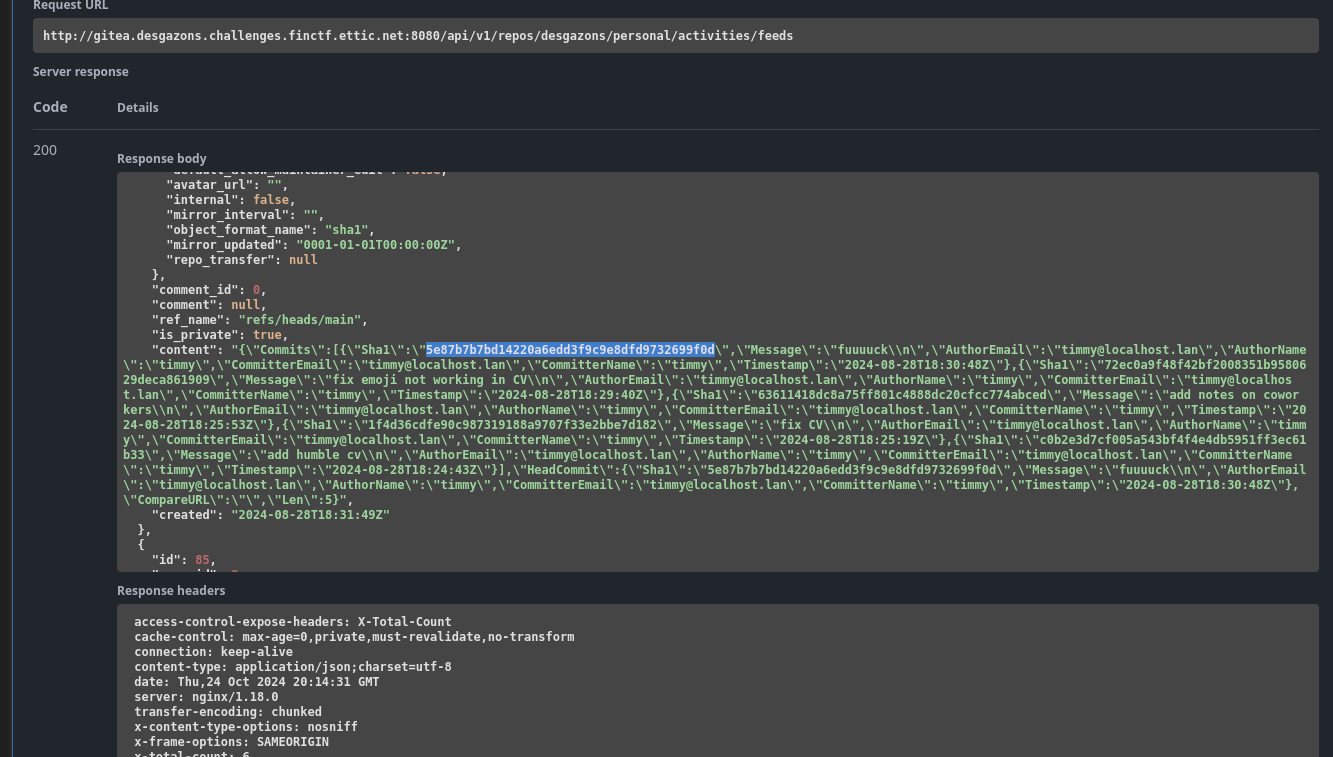 Request URL
http://gitea.desgazons.challenges.finctf.ettic.net:8080/api/v1/repos/desgazons/personal/activities/feeds
Server response
Code Details
200
Response body
"default_allow_maintainer_edit": false,
"avatar_url": "",
"internal": false,
"mirror_interval": "",
"object_format_name": "sha1",
"mirror_updated": "0001-01-01T00:00:00Z",
"repo_transfer": null
},
"comment_id": 0,
"comment": null,
"ref_name": "refs/heads/main",
"is_private": true,
"content": "{\"Commits\":[{\"Sha1\":\"5e87b7b7bd14220a6edd3f9c9e8dfd9732699f0d\",\"Message\":\"fuuuuck\\n\",\"AuthorEmail\":\"timmy@localhost.lan\",\"AuthorName
\":\"timmy\",\"CommitterEmail\":\"timmy@localhost.lan\",\"CommitterName\":\"timmy\",\"Timestamp\":\"2024-08-28T18:30:48Z\"},{\"Sha1\":\"72ec0a9f48f42bf2008351b95806
29deca861909\",\"Message\":\"fix emoji not working in CV\\n\",\"AuthorEmail\":\"timmy@localhost.lan\",\"AuthorName\":\"timmy\",\"CommitterEmail\":\"timmy@localhos
t.lan\",\"CommitterName\":\"timmy\",\"Timestamp\":\"2024-08-28T18:29:40Z\"},{\"Sha1\":\"63611418dc8a75ff801c4888dc20cfcc774abced\",\"Message\":\"add notes on cowor
kers\\n\",\"AuthorEmail\":\"timmy@localhost.lan\",\"AuthorName\":\"timmy\",\"CommitterEmail\":\"timmy@localhost.lan\",\"CommitterName\":\"timmy\",\"Timestamp\":\"20
24-08-28T18:25:53Z\"},{\"Sha1\":\"1f4d36cdfe90c987319188a9707f33e2bbe7d182\",\"Message\":\"fix CV\\n\",\"AuthorEmail\":\"timmy@localhost.lan\",\"AuthorName\":\"timm
y\",\"CommitterEmail\":\"timmy@localhost.lan\",\"CommitterName\":\"timmy\",\"Timestamp\":\"2024-08-28T18:25:19Z\"},{\"Sha1\":\"c0b2e3d7cf005a543bf4f4e4db5951ff3ec61
b33\",\"Message\":\"add humble cv\\n\",\"AuthorEmail\":\"timmy@localhost.lan\",\"AuthorName\":\"timmy\",\"CommitterEmail\":\"timmy@localhost.lan\",\"CommitterName
\":\"timmy\",\"Timestamp\":\"2024-08-28T18:24:43Z\"}],\"HeadCommit\":{\"Sha1\":\"5e87b7b7bd14220a6edd3f9c9e8dfd9732699f0d\",\"Message\":\"fuuuuck\\n\",\"AuthorEmail
\":\"timmy@localhost.lan\",\"AuthorName\":\"timmy\",\"CommitterEmail\":\"timmy@localhost.lan\",\"CommitterName\":\"timmy\",\"Timestamp\":\"2024-08-28T18:30:48Z\"},
\"CompareURL\":\"\",\"Len\":5}",
"created": "2024-08-28T18:31:49Z"
},
{
"id": 85,
Response headers
access-control-expose-headers: X-Total-Count
cache-control: max-age=0,private,must-revalidate,no-transform
connection: keep-alive
content-type: application/json;charset=utf-8
date: Thu,24 Oct 2024 20:14:31 GMT
server: nginx/1.18.0
transfer-encoding: chunked
x-content-type-options: nosniff
x-frame-options: SAMEORIGIN
x-total-count: 6